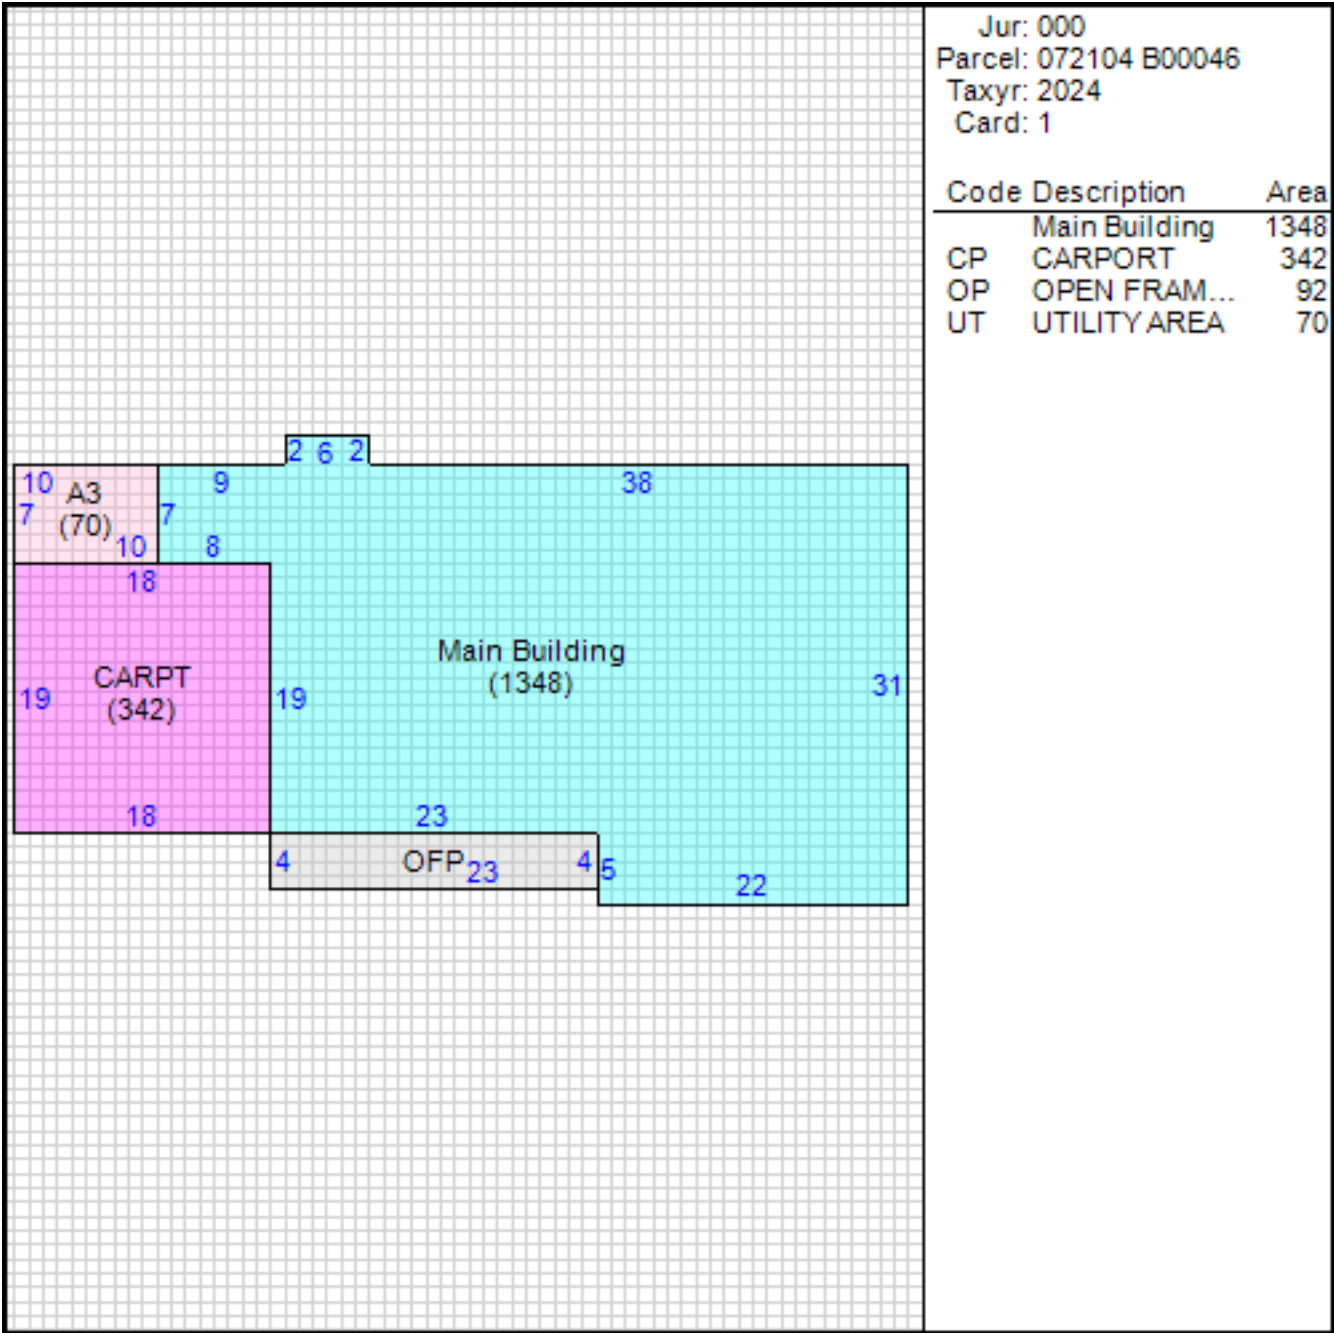 Jur: 000
Parcel: 072104 B00046
Taxyr: 2024
Card: 1
Code Description Area
Main Building 1348
CP CARPORT 342
OP OPEN FRAM... 92
UT UTILITY AREA 70
2 6 2
10 9 38
A3
7 (70) 7
10 8
18
Main Building
(1348)
CARPT
(342)
19 19 31
18 23
4 OFP 23 4 5
22